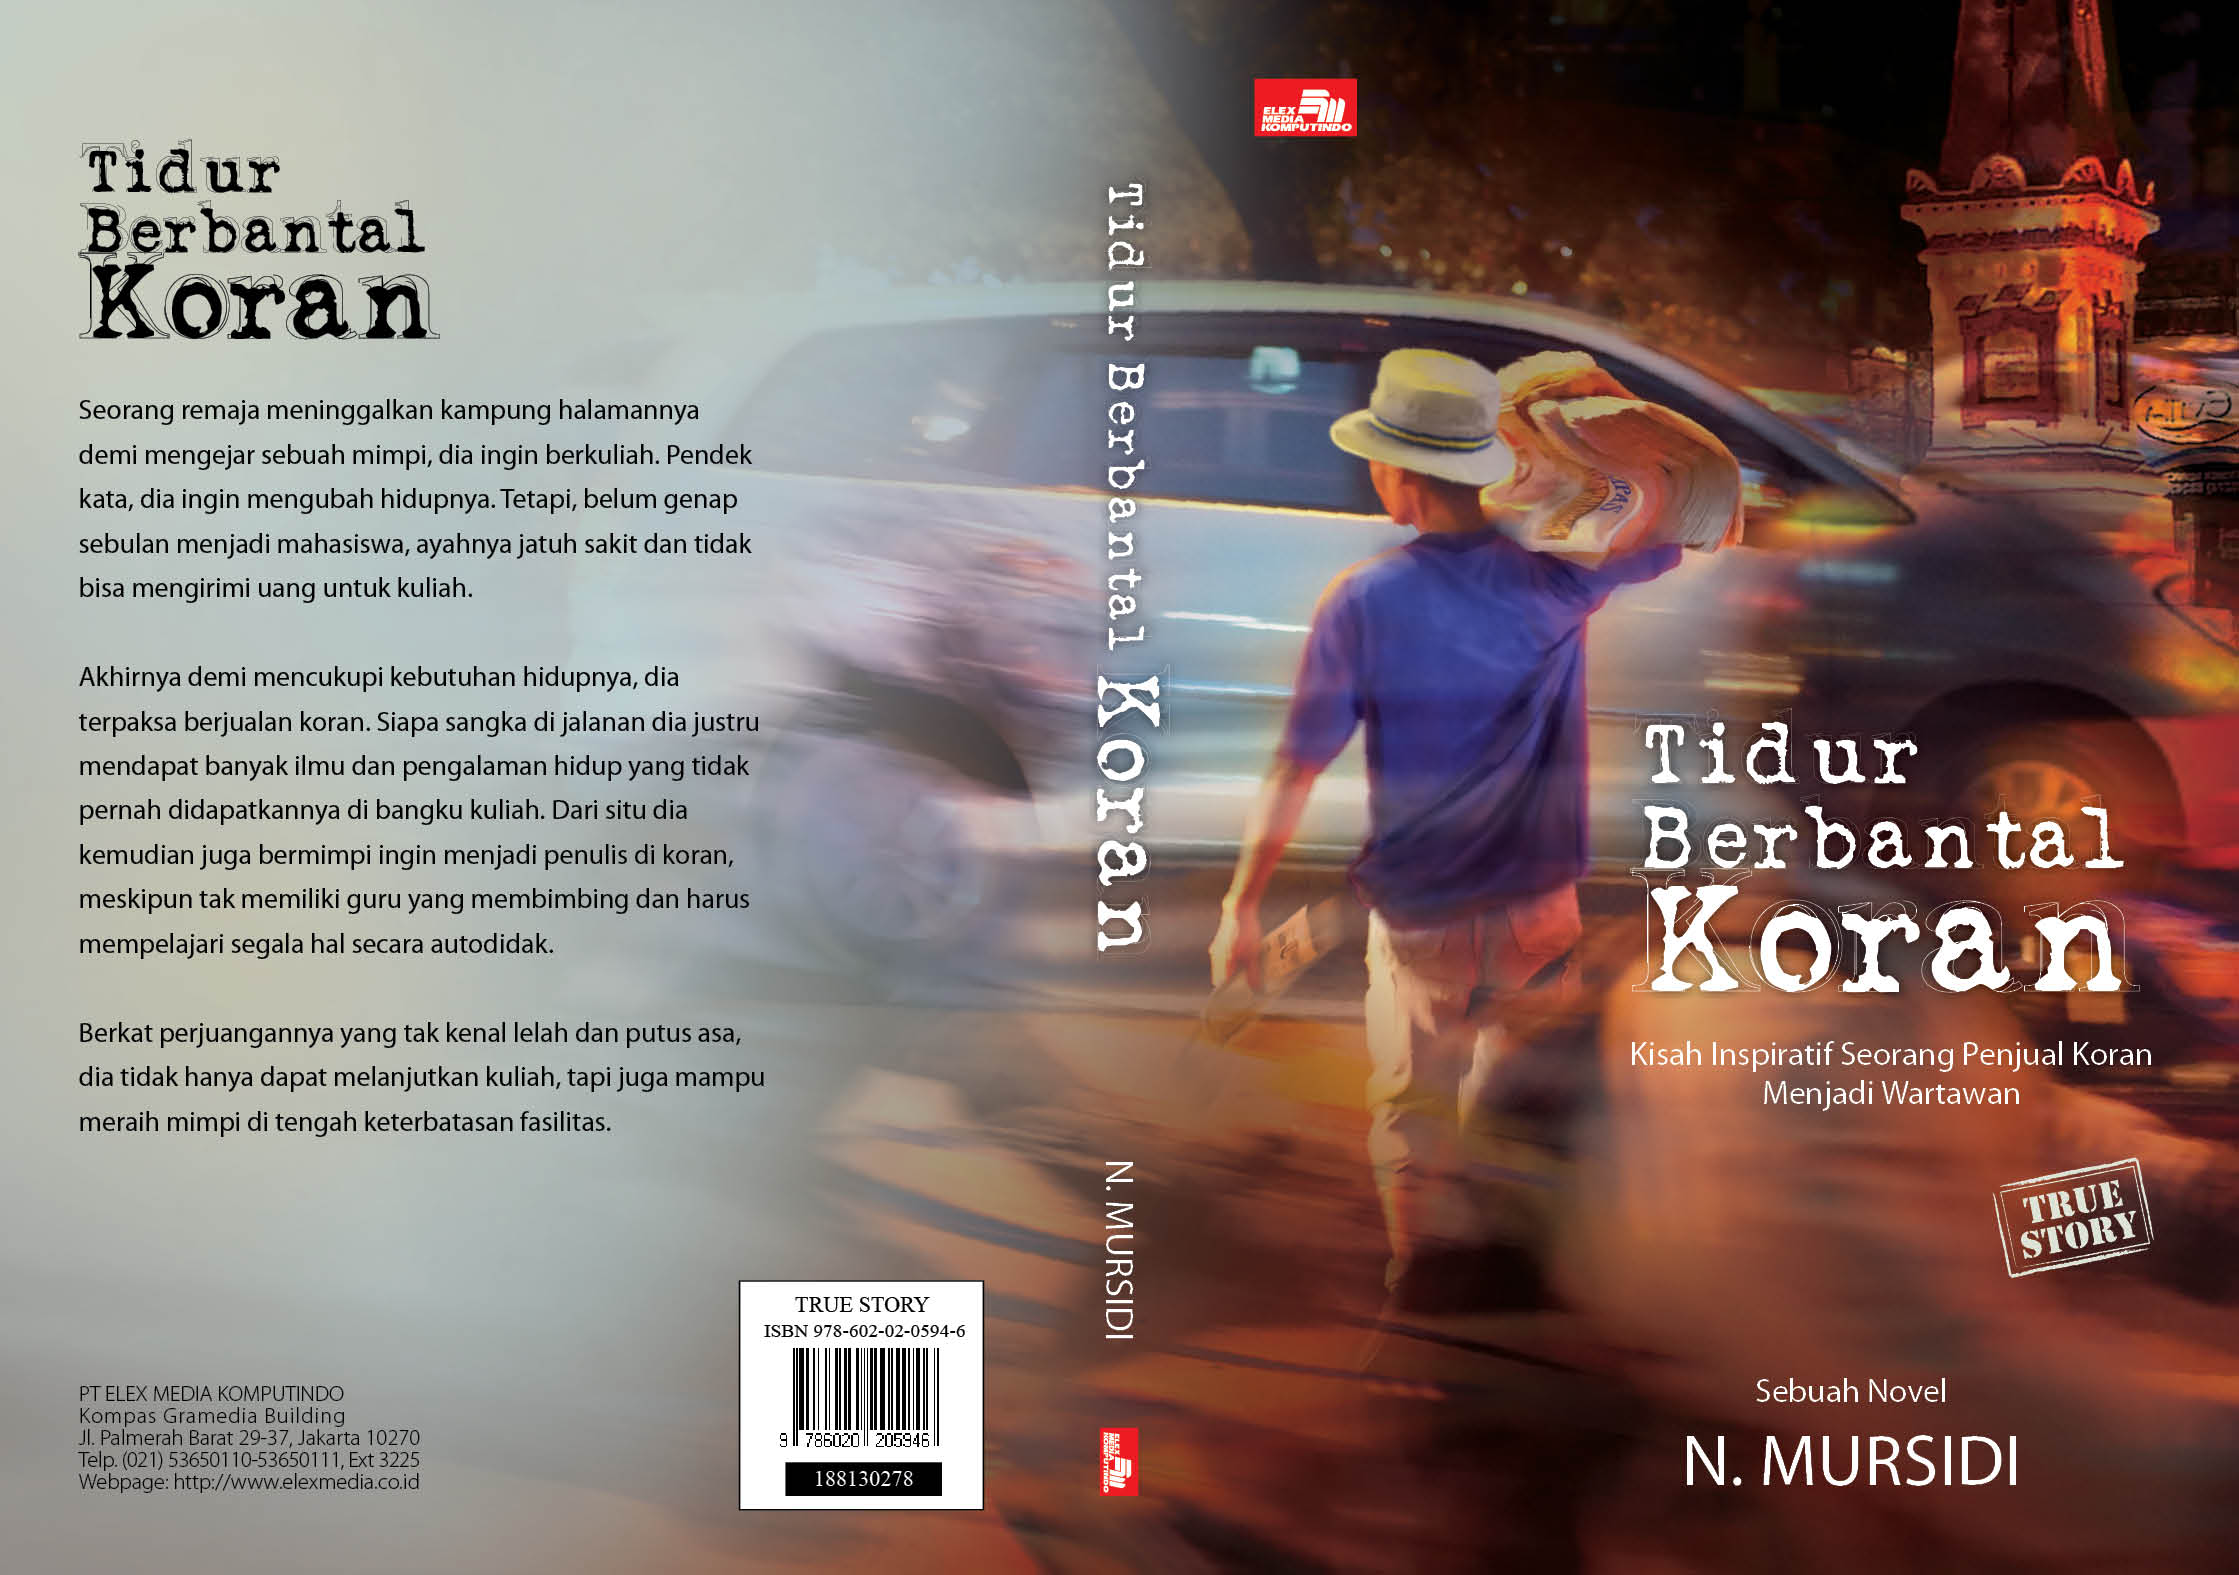 Tidur
Berbantal
Koran
Seorang remaja meninggalkan kampung halamannya
demi mengejar sebuah mimpi, dia ingin berkuliah. Pendek
kata, dia ingin mengubah hidupnya. Tetapi, belum genap
sebulan menjadi mahasiswa, ayahnya jatuh sakit dan tidak
bisa mengirimi uang untuk kuliah.
Akhirnya demi mencukupi kebutuhan hidupnya, dia
terpaksa berjualan koran. Siapa sangka di jalanan dia justru
mendapat banyak ilmu dan pengalaman hidup yang tidak
pernah didapatkannya di bangku kuliah. Dari situ dia
kemudian juga bermimpi ingin menjadi penulis di koran,
meskipun tak memiliki guru yang membimbing dan harus
mempelajari segala hal secara autodidak.
Berkat perjuangannya yang tak kenal lelah dan putus asa,
dia tidak hanya dapat melanjutkan kuliah, tapi juga mampu
meraih mimpi di tengah keterbatasan fasilitas.
PT ELEX MEDIA KOMPUTINDO
Kompas Gramedia Building
Jl. Palmerah Barat 29-37, Jakarta 10270
Telp. (021) 53650110-53650111, Ext 3225
Webpage: http://www.elexmedia.co.id
TRUE STORY
ISBN 978-602-02-0594-6
9 786020 205946
188130278
Tidur Berbantal Koran
N. MURSIDI
ELEX
MEDIA
KOMPUTINDO
ELEX
MEDIA
KOMPUTINDO
Tidur
Berbantal
Koran
Kisah Inspiratif Seorang Penjual Koran
Menjadi Wartawan
TRUE
STORY
Sebuah Novel
N. MURSIDI